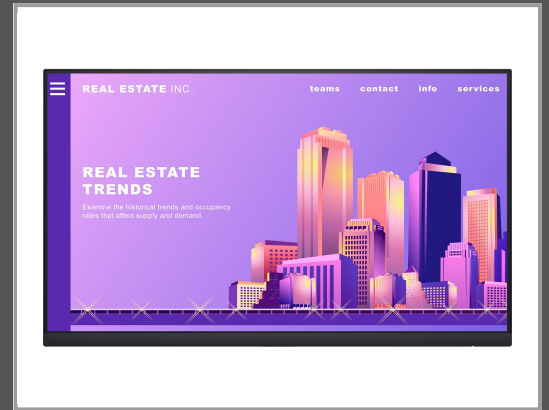 REAL ESTATE INC.
teams contact info services
REAL ESTATE
TRENDS
Examine the historical trends and occupancy
rates that affect supply and demand.